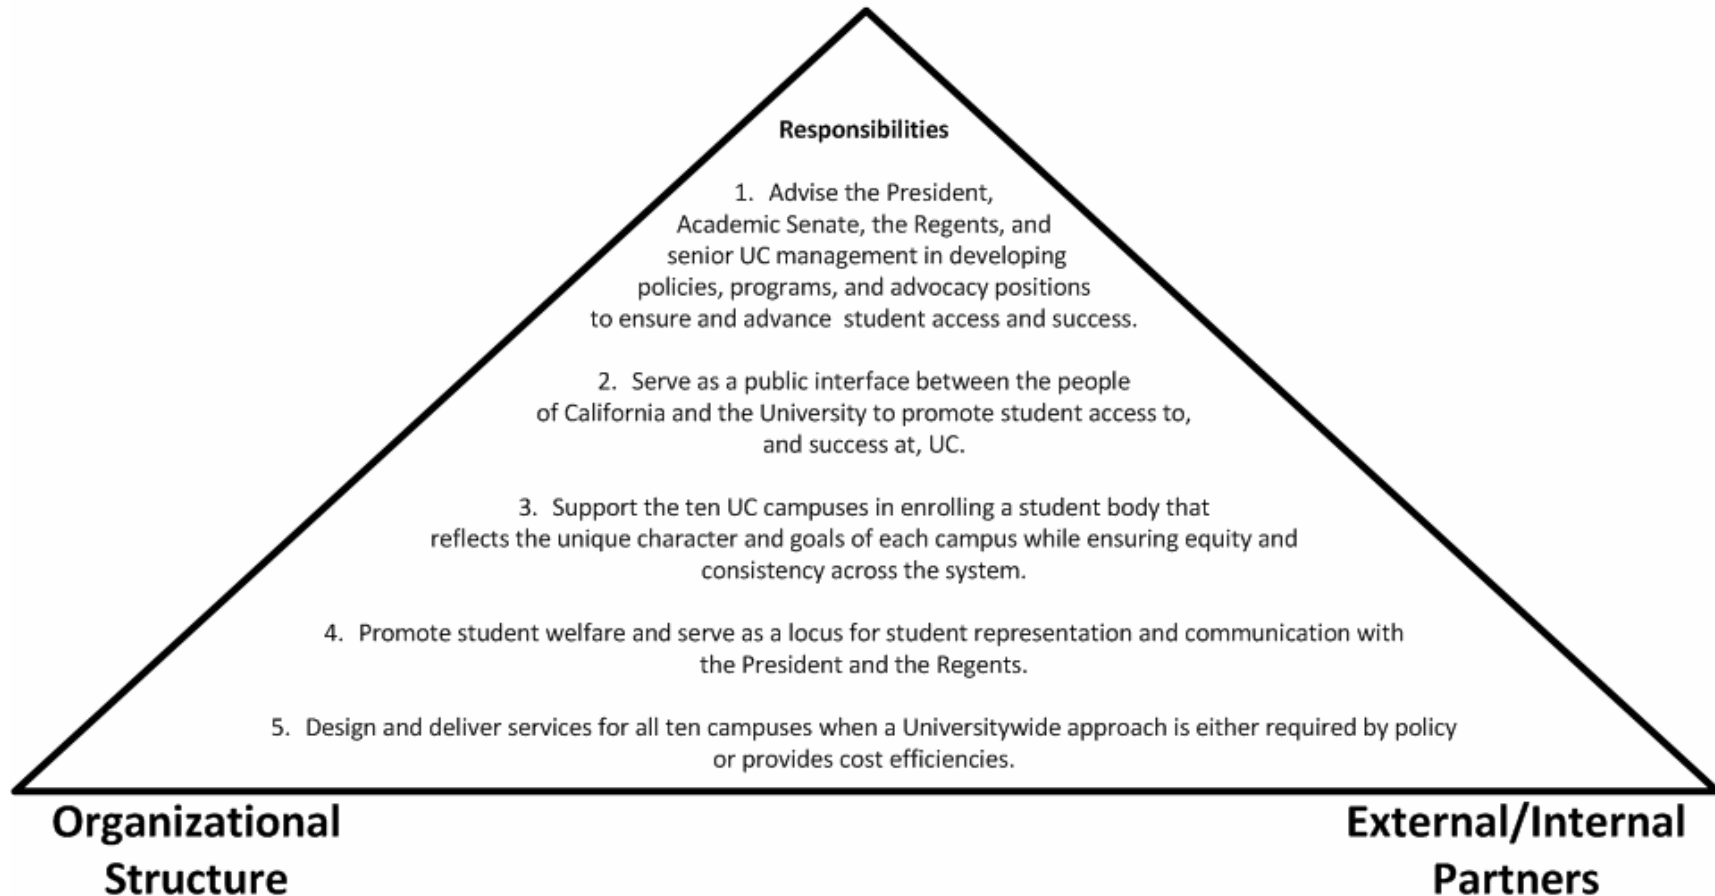 Responsibilities
1. Advise the President,
Academic Senate, the Regents, and
senior UC management in developing
policies, programs, and advocacy positions
to ensure and advance student access and success.
2. Serve as a public interface between the people
of California and the University to promote student access to,
and success at, UC.
3. Support the ten UC campuses in enrolling a student body that
reflects the unique character and goals of each campus while ensuring equity and
consistency across the system.
4. Promote student welfare and serve as a locus for student representation and communication with
the President and the Regents.
5. Design and deliver services for all ten campuses when a Universitywide approach is either required by policy
or provides cost efficiencies.
Organizational
Structure
External/Internal
Partners